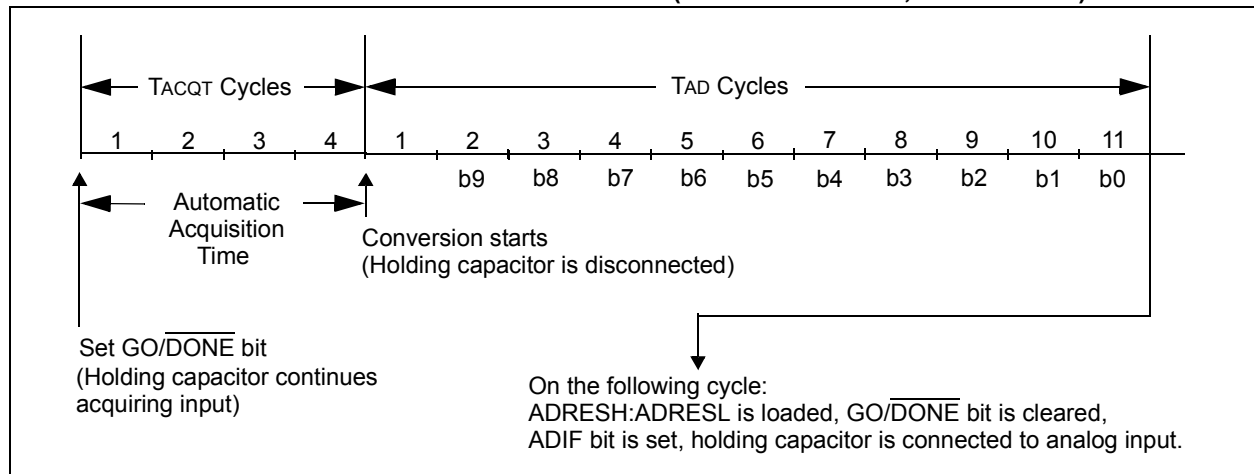 TACQT Cycles TAD Cycles
1 2 3 4 1 2 3 4 5 6 7 8 9 10 11
b9 b8 b7 b6 b5 b4 b3 b2 b1 b0
Automatic
Acquisition
Time
Conversion starts
(Holding capacitor is disconnected)
Set GO/DONE bit
(Holding capacitor continues
acquiring input)
On the following cycle:
ADRESH:ADRESL is loaded, GO/DONE bit is cleared,
ADIF bit is set, holding capacitor is connected to analog input.